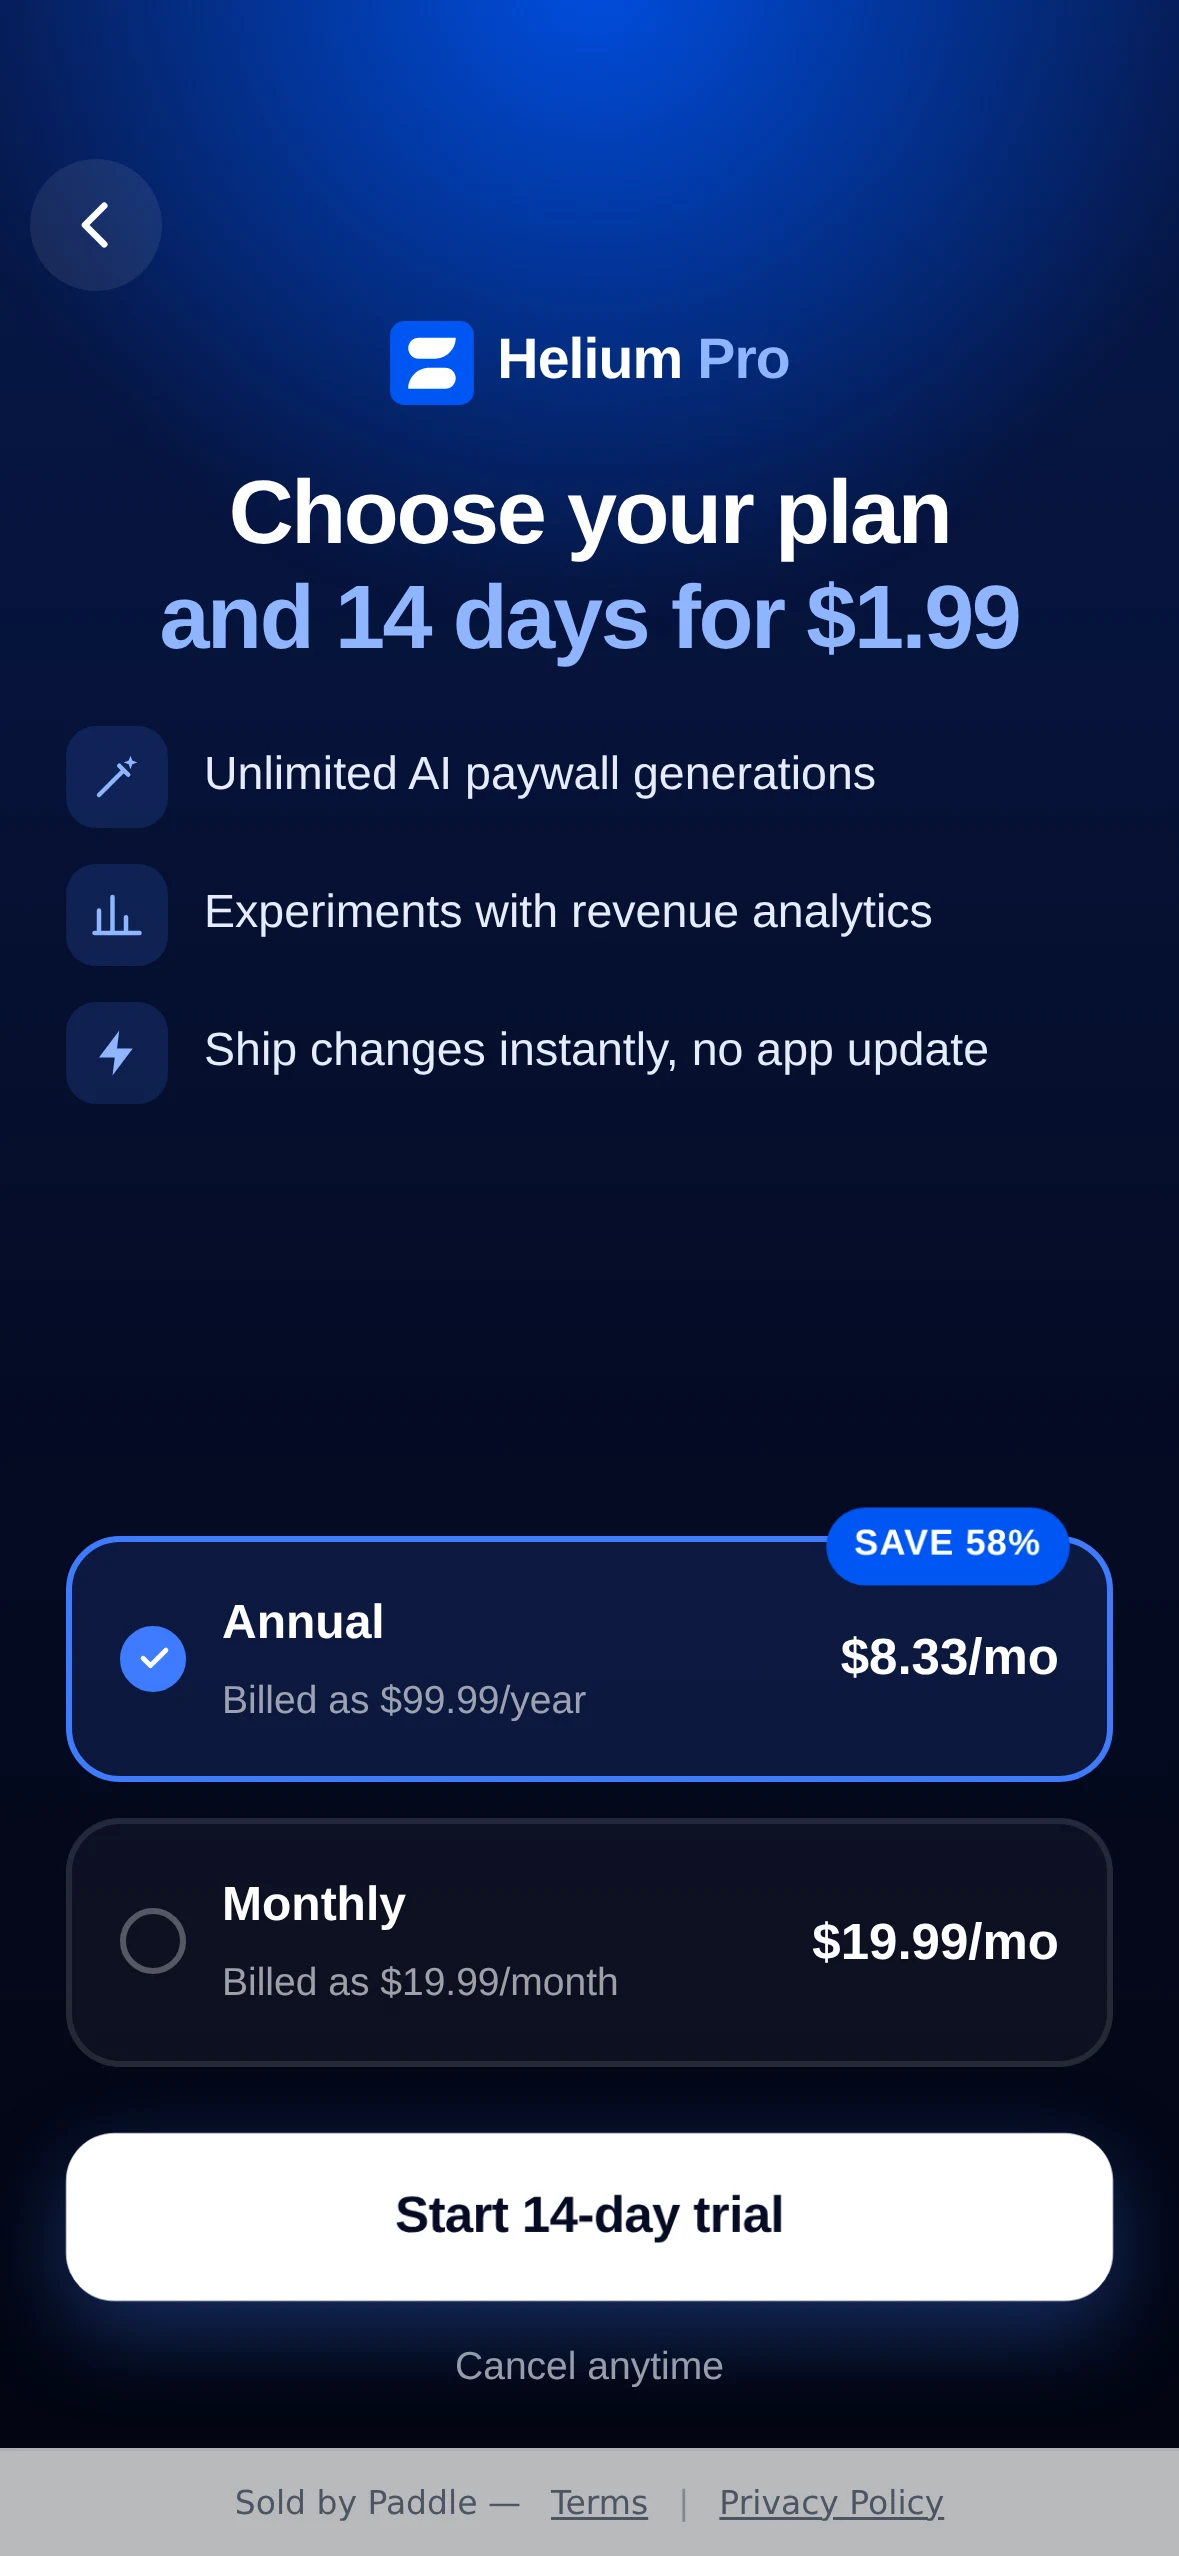 Helium Pro
Choose your plan
and 14 days for $1.99
Unlimited AI paywall generations
Experiments with revenue analytics
Ship changes instantly, no app update
SAVE 58%
Annual
$8.33/mo
Billed as $99.99/year
Monthly
$19.99/mo
Billed as $19.99/month
Start 14-day trial
Cancel anytime
Sold by Paddle — Terms | Privacy Policy